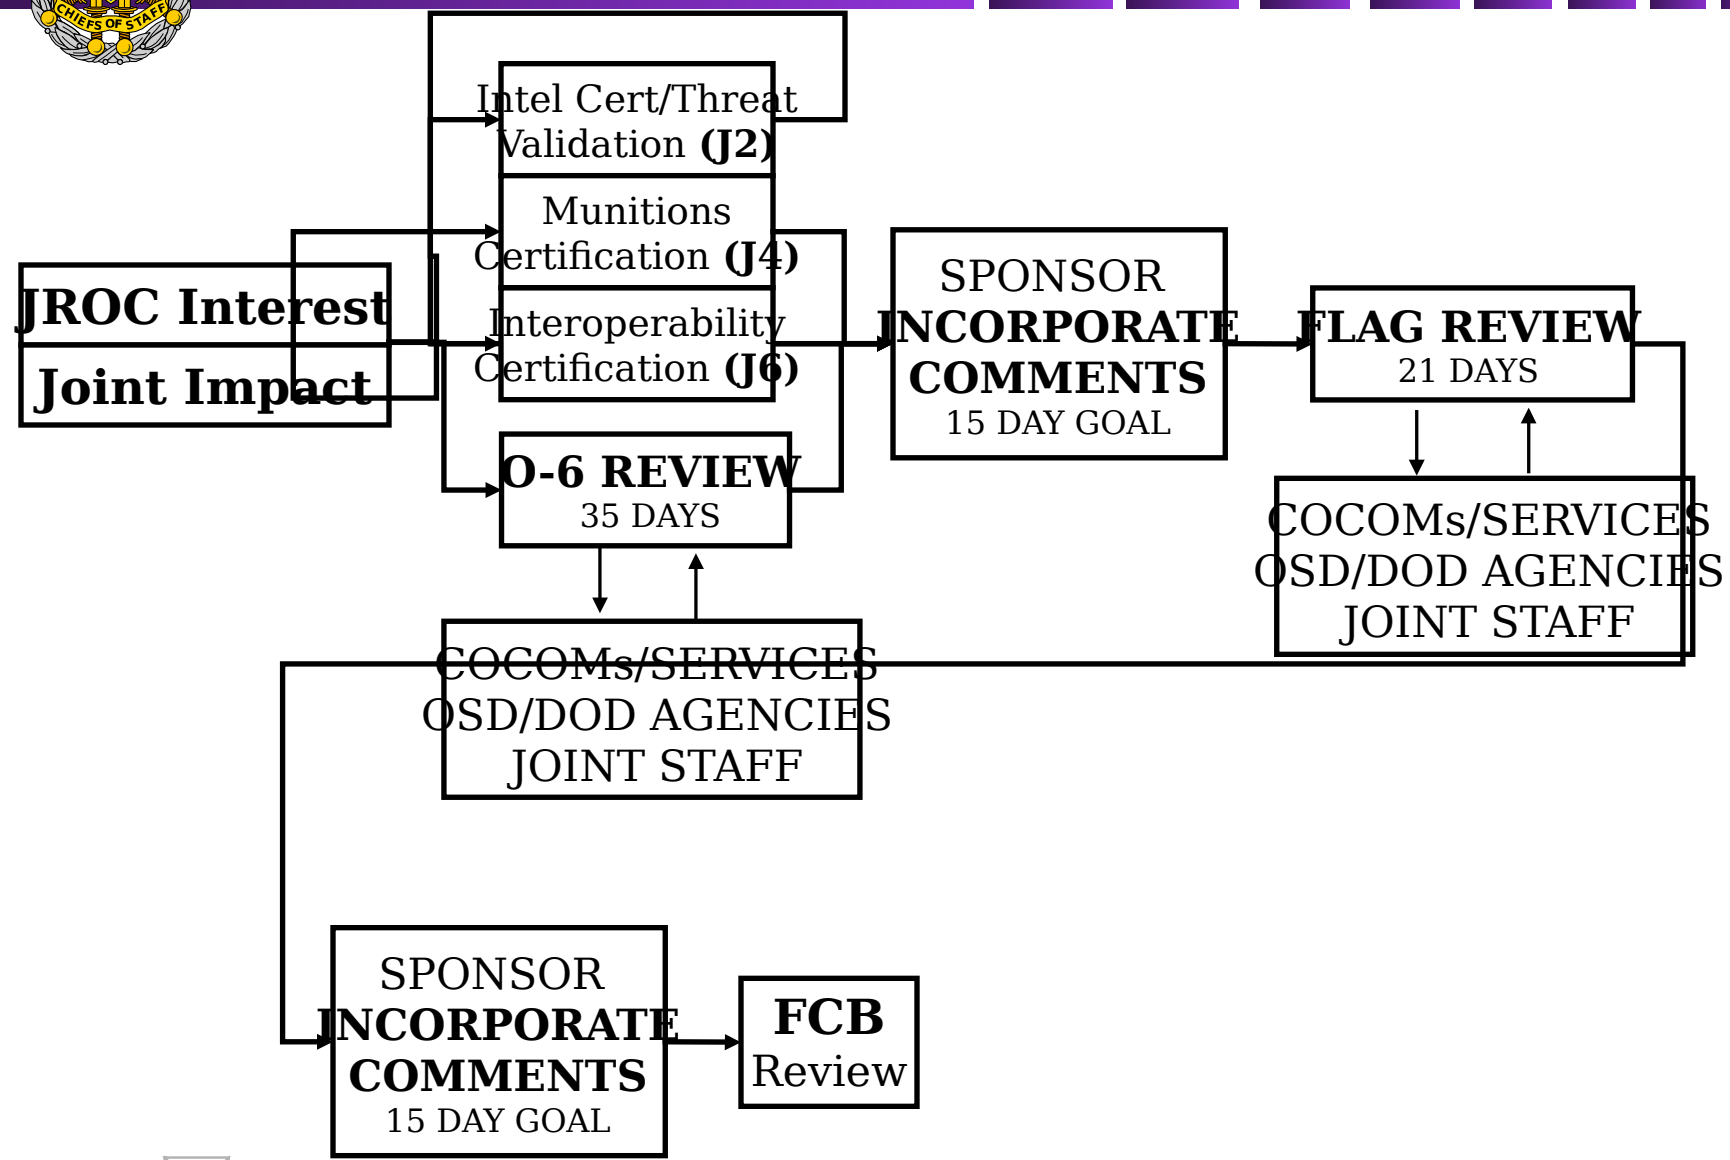 CHIEFS OF STAFF
Intel Cert/Threat
Validation (J2)
Munitions
Certification (J4)
Interoperability
Certification (J6)
JROC Interest
Joint Impact
O-6 REVIEW
35 DAYS
COCOMs/SERVICES
OSD/DOD AGENCIES
JOINT STAFF
SPONSOR
INCORPORATE
COMMENTS
15 DAY GOAL
FLAG REVIEW
21 DAYS
COCOMs/SERVICES
OSD/DOD AGENCIES
JOINT STAFF
SPONSOR
INCORPORATE
COMMENTS
15 DAY GOAL
FCB
Review